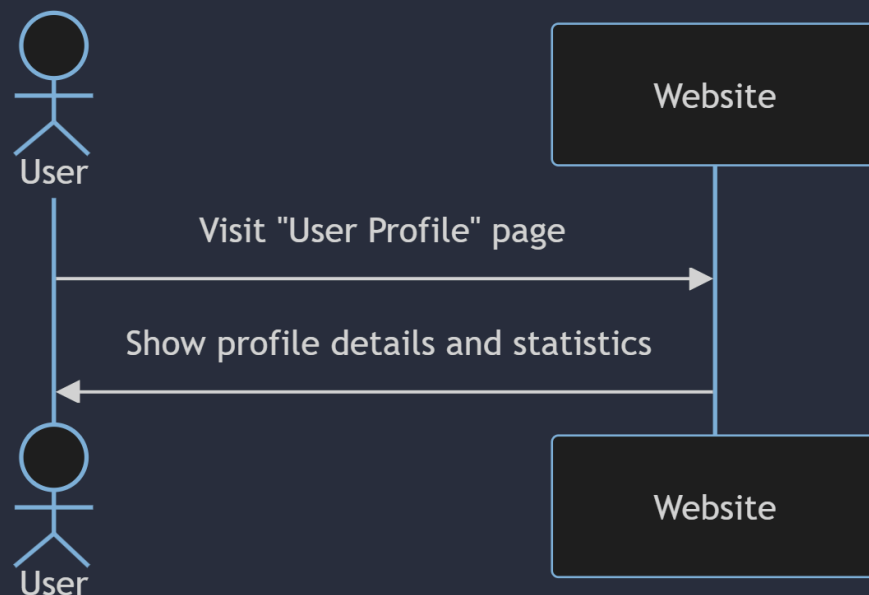 User
Website
Visit "User Profile" page
Show profile details and statistics
User
Website